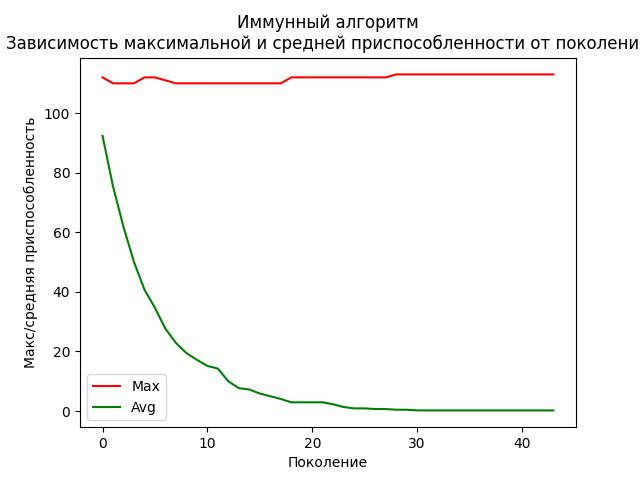 Иммунный алгоритм
Зависимость максимальной и средней приспособленности от поколени
Макс/средняя приспособленность
100
80
60
40
20
0
Max
Avg
0 10 20 30 40
Поколение